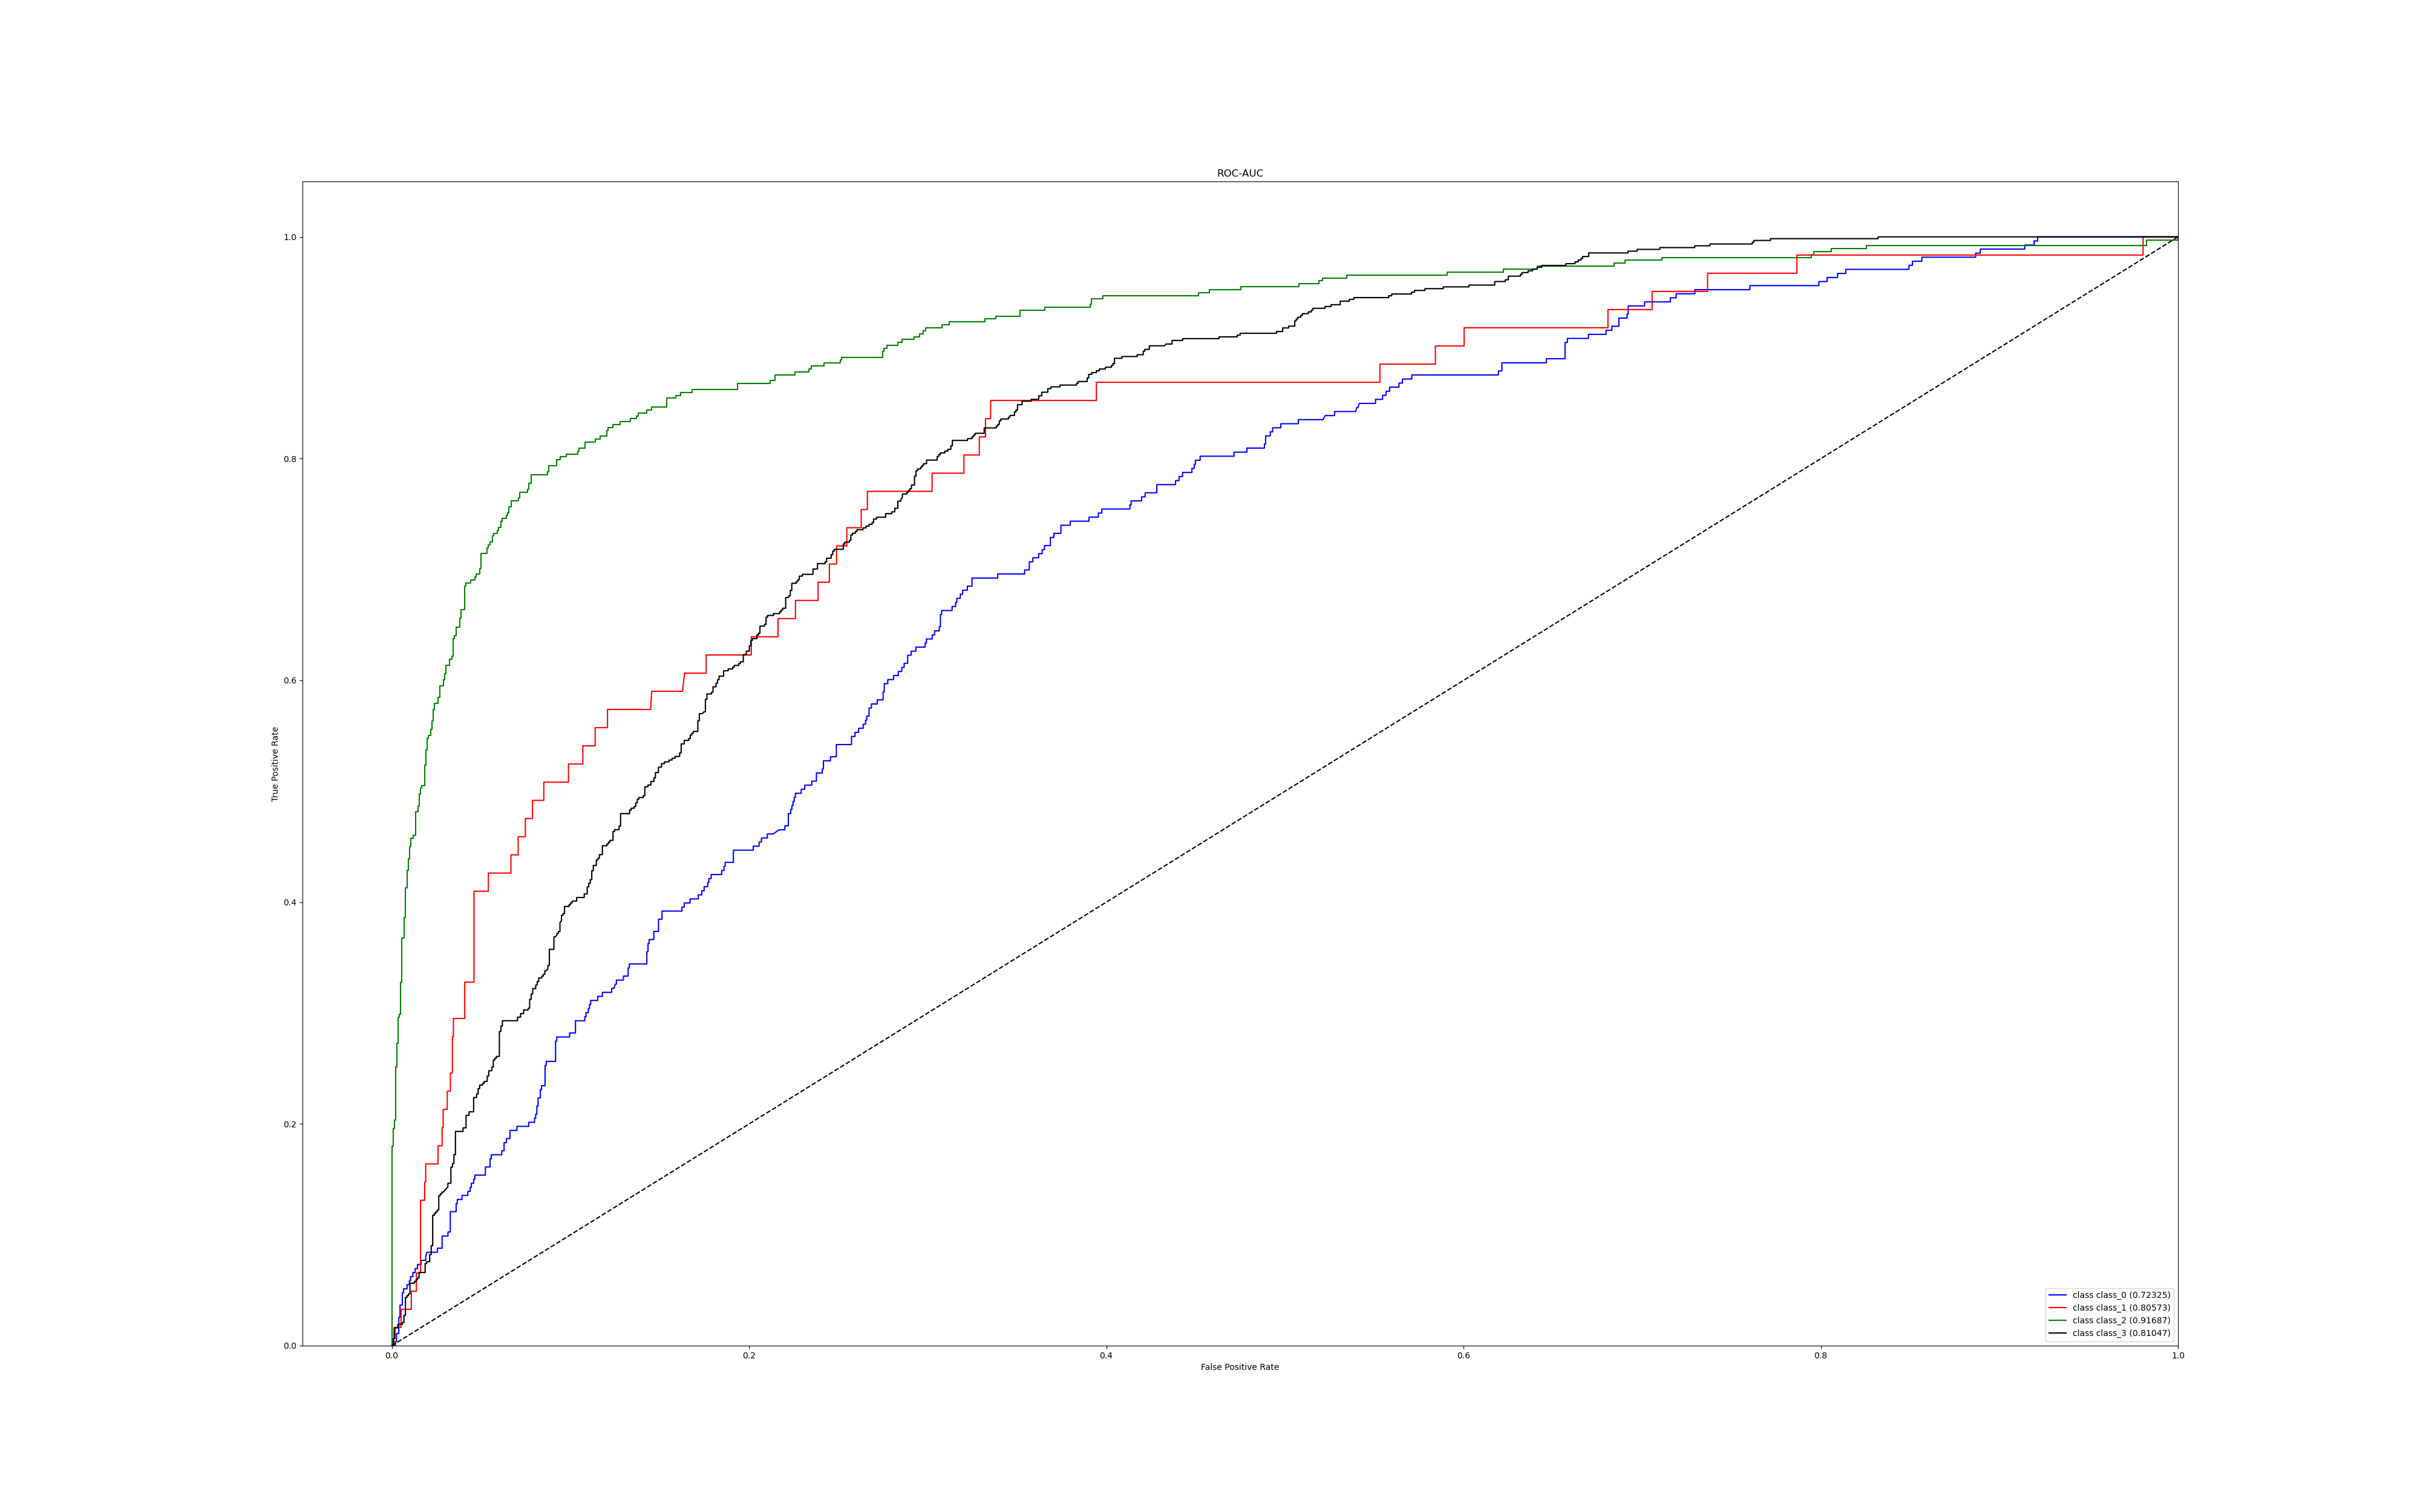 ROC-AUC
1.0
0.8
0.6
0.4
0.2
0.0
True Positive Rate
0.0 0.2 0.4 0.6 0.8 1.0
False Positive Rate
class class_0 (0.72325)
class class_1 (0.80573)
class class_2 (0.91687)
class class_3 (0.81047)